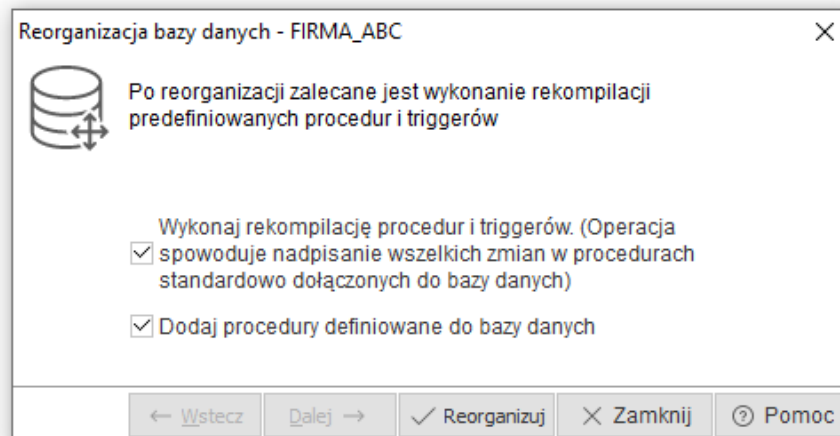 Reorganizacja bazy danych - FIRMA_ABC
Po reorganizacji zalecane jest wykonanie rekompilacji
predefiniowanych procedur i triggerów
Wykonaj rekompilację procedur i triggerów. (Operacja
spowoduje nadpisanie wszelkich zmian w procedurach
standardowo dołączonych do bazy danych)
Dodaj procedury definiowane do bazy danych
Wstecz Dalej Reorganizuj Zamknij Pomoc